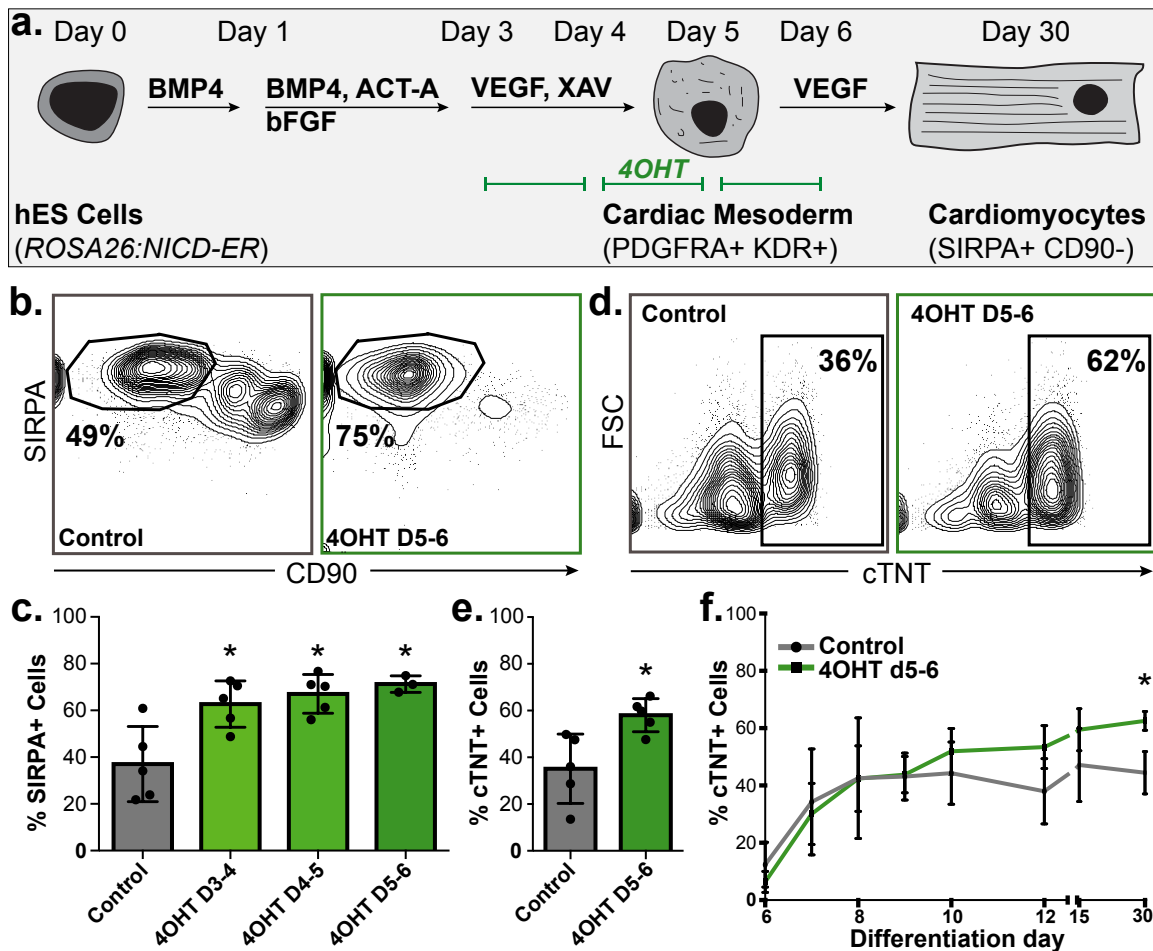 a. Day 0 Day 1 Day 3 Day 4 Day 5 Day 6 Day 30
BMP4
BMP4, ACT-A
bFGF
VEGF, XAV
VEGF
4OHT
hES Cells
(ROSA26:NICD-ER)
Cardiac Mesoderm
(PDGFRA+ KDR+)
Cardiomyocytes
(SIRPA+ CD90-)
b.
SIRPA
49%
Control
75%
4OHT D5-6
CD90
d.
FSC
Control
36%
4OHT D5-6
62%
cTNT
c.
% SIRPA+ Cells
100
80
60
40
20
0
*
*
*
Control
4OHT D3-4
4OHT D4-5
4OHT D5-6
e.
% cTNT+ Cells
100
80
60
40
20
0
*
Control
4OHT D5-6
f.
% cTNT+ Cells
100
80
60
40
20
0
Control
4OHT d5-6
*
6 8 10 12 15 30
Differentiation day